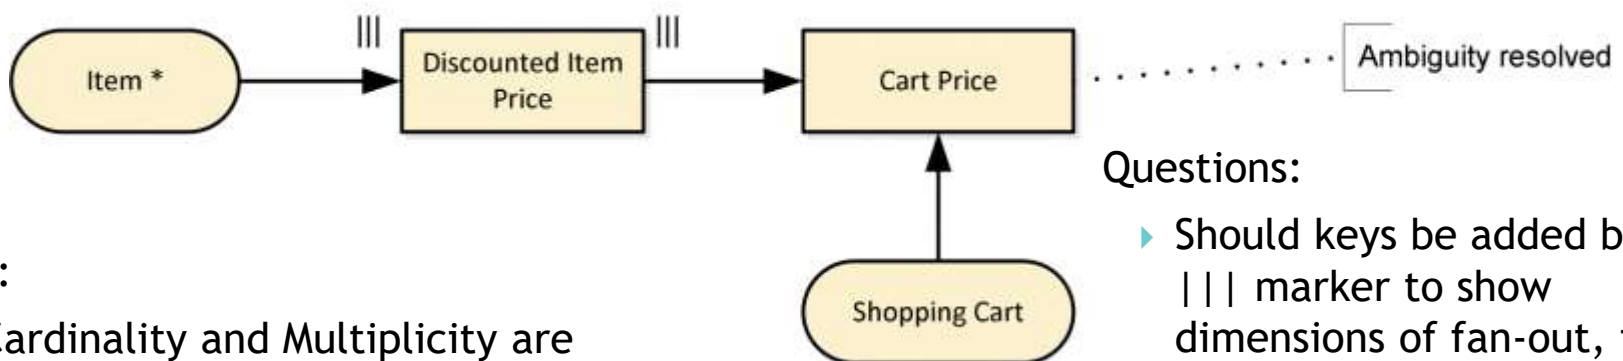 |||
|||
Item *
Discounted Item
Price
Cart Price
Ambiguity resolved
Shopping Cart
:
Cardinality and Multiplicity are
Questions:
Should keys be added
||| marker to show
dimensions of fan-out,